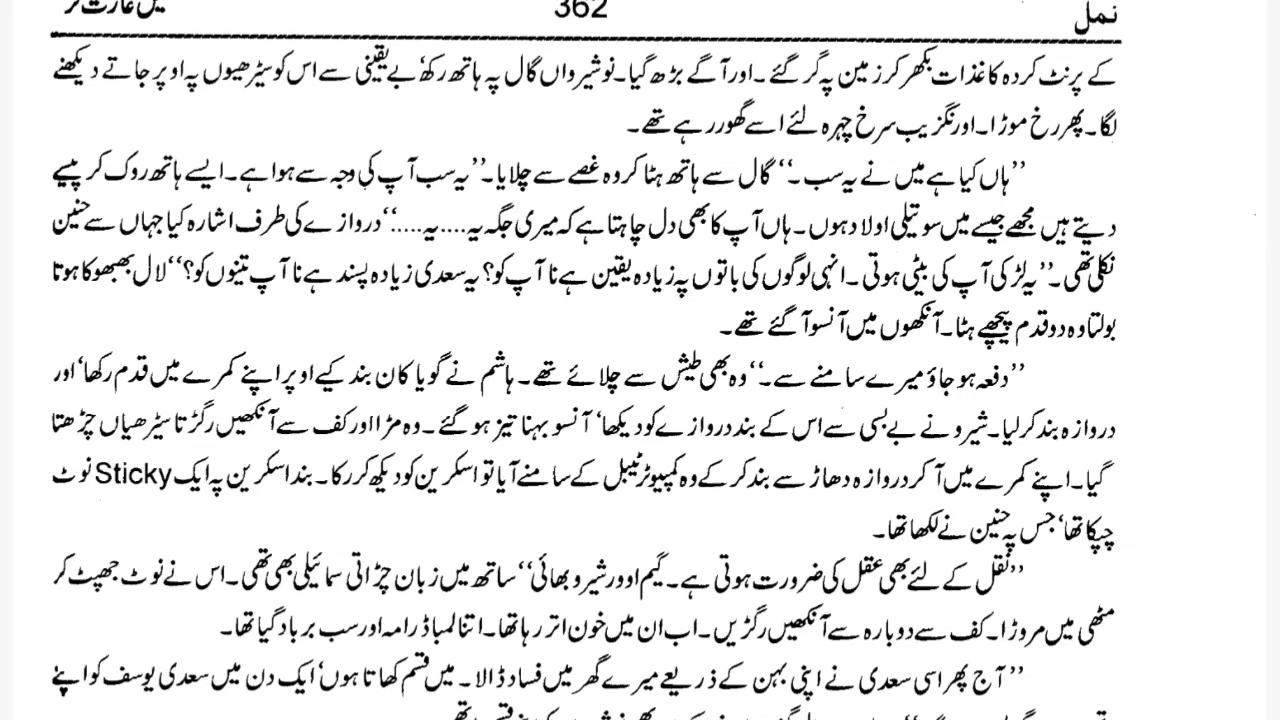 نمل 362 میں غارت گر
کے پرنٹ کردہ کاغذات بکھر کر زمین پہ گر گئے۔ اور آگے بڑھ گیا۔ نوشیرواں گال پہ ہاتھ رکھ‘ بے یقینی سے اس کو سیڑھیوں پہ اوپر جاتے دیکھنے
لگا۔ پھر رخ موڑا۔ اورنگزیب سرخ چہرہ لئے اسے گھور رہے تھے۔
’’ہاں کیا ہے میں نے یہ سب۔‘‘ گال سے ہاتھ ہٹا کر وہ غصے سے چلایا۔ ’’یہ سب آپ کی وجہ سے ہوا ہے۔ ایسے ہاتھ روک کر پیسے
دیتے ہیں مجھے جیسے میں سوتیلی اولاد ہوں۔ ہاں آپ کا بھی دل چاہتا ہے کہ میری جگہ یہ.... یہ.....‘‘ دروازے کی طرف اشارہ کیا جہاں سے حنین
نکلی تھی۔ ’’یہ لڑکی آپ کی بیٹی ہوتی۔ انہی لوگوں کی باتوں پہ زیادہ یقین ہے نا آپ کو؟ یہ سعدی زیادہ پسند ہے نا آپ تینوں کو؟‘‘ لال بھبھوکا ہوتا
بولتا وہ دو قدم پیچھے ہٹا۔ آنکھوں میں آنسو آ گئے تھے۔
’’دفعہ ہو جاؤ میرے سامنے سے۔‘‘ وہ بھی طیش سے چلائے تھے۔ ہاشم نے گویا کان بند کیے اوپر اپنے کمرے میں قدم رکھا‘ اور
دروازہ بند کر لیا۔ شیرو نے بے بسی سے اس کے بند دروازے کو دیکھا‘ آنسو بہنا تیز ہو گئے۔ وہ مڑا اور کف سے آنکھیں رگڑتا سیڑھیاں چڑھتا
گیا۔ اپنے کمرے میں آ کر دروازہ دھاڑ سے بند کر کے وہ کمپیوٹر ٹیبل کے سامنے آیا تو اسکرین کو دیکھ کر رکا۔ بند اسکرین پہ ایک Sticky نوٹ
چپکا تھا‘ جس پہ حنین نے لکھا تھا۔
’’نقل کے لئے بھی عقل کی ضرورت ہوتی ہے۔ گیم اوور شیرو بھائی‘‘ ساتھ میں زبان چڑاتی سمائیلی بھی تھی۔ اس نے نوٹ جھپٹ کر
مٹھی میں مروڑا۔ کف سے دوبارہ سے آنکھیں رگڑیں۔ اب ان میں خون اتر رہا تھا۔ اتنا لمبا ڈرامہ اور سب برباد گیا تھا۔
’’آج پھر اسی سعدی نے اپنی بہن کے ذریعے میرے گھر میں فساد ڈالا۔ میں قسم کھاتا ہوں‘ ایک دن میں سعدی یوسف کو اپنے